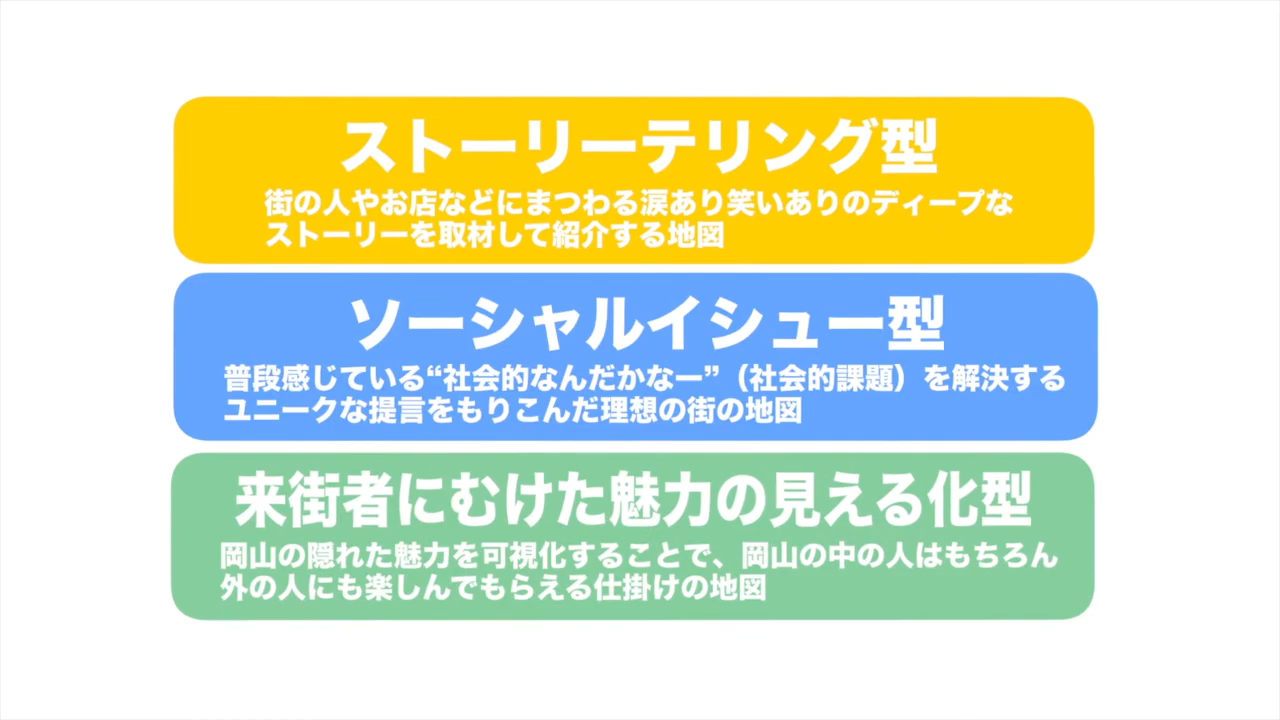 ストーリーテリング型
街の人やお店などにまつわる涙あり笑いありのディープな
ストーリーを取材して紹介する地図
ソーシャルイシュー型
普段感じている“社会的なんだかなー”（社会的課題）を解決する
ユニークな提言をもりこんだ理想の街の地図
来街者にむけた魅力の見える化型
岡山の隠れた魅力を可視化することで、岡山の中の人はもちろん
外の人にも楽しんでもらえる仕掛けの地図